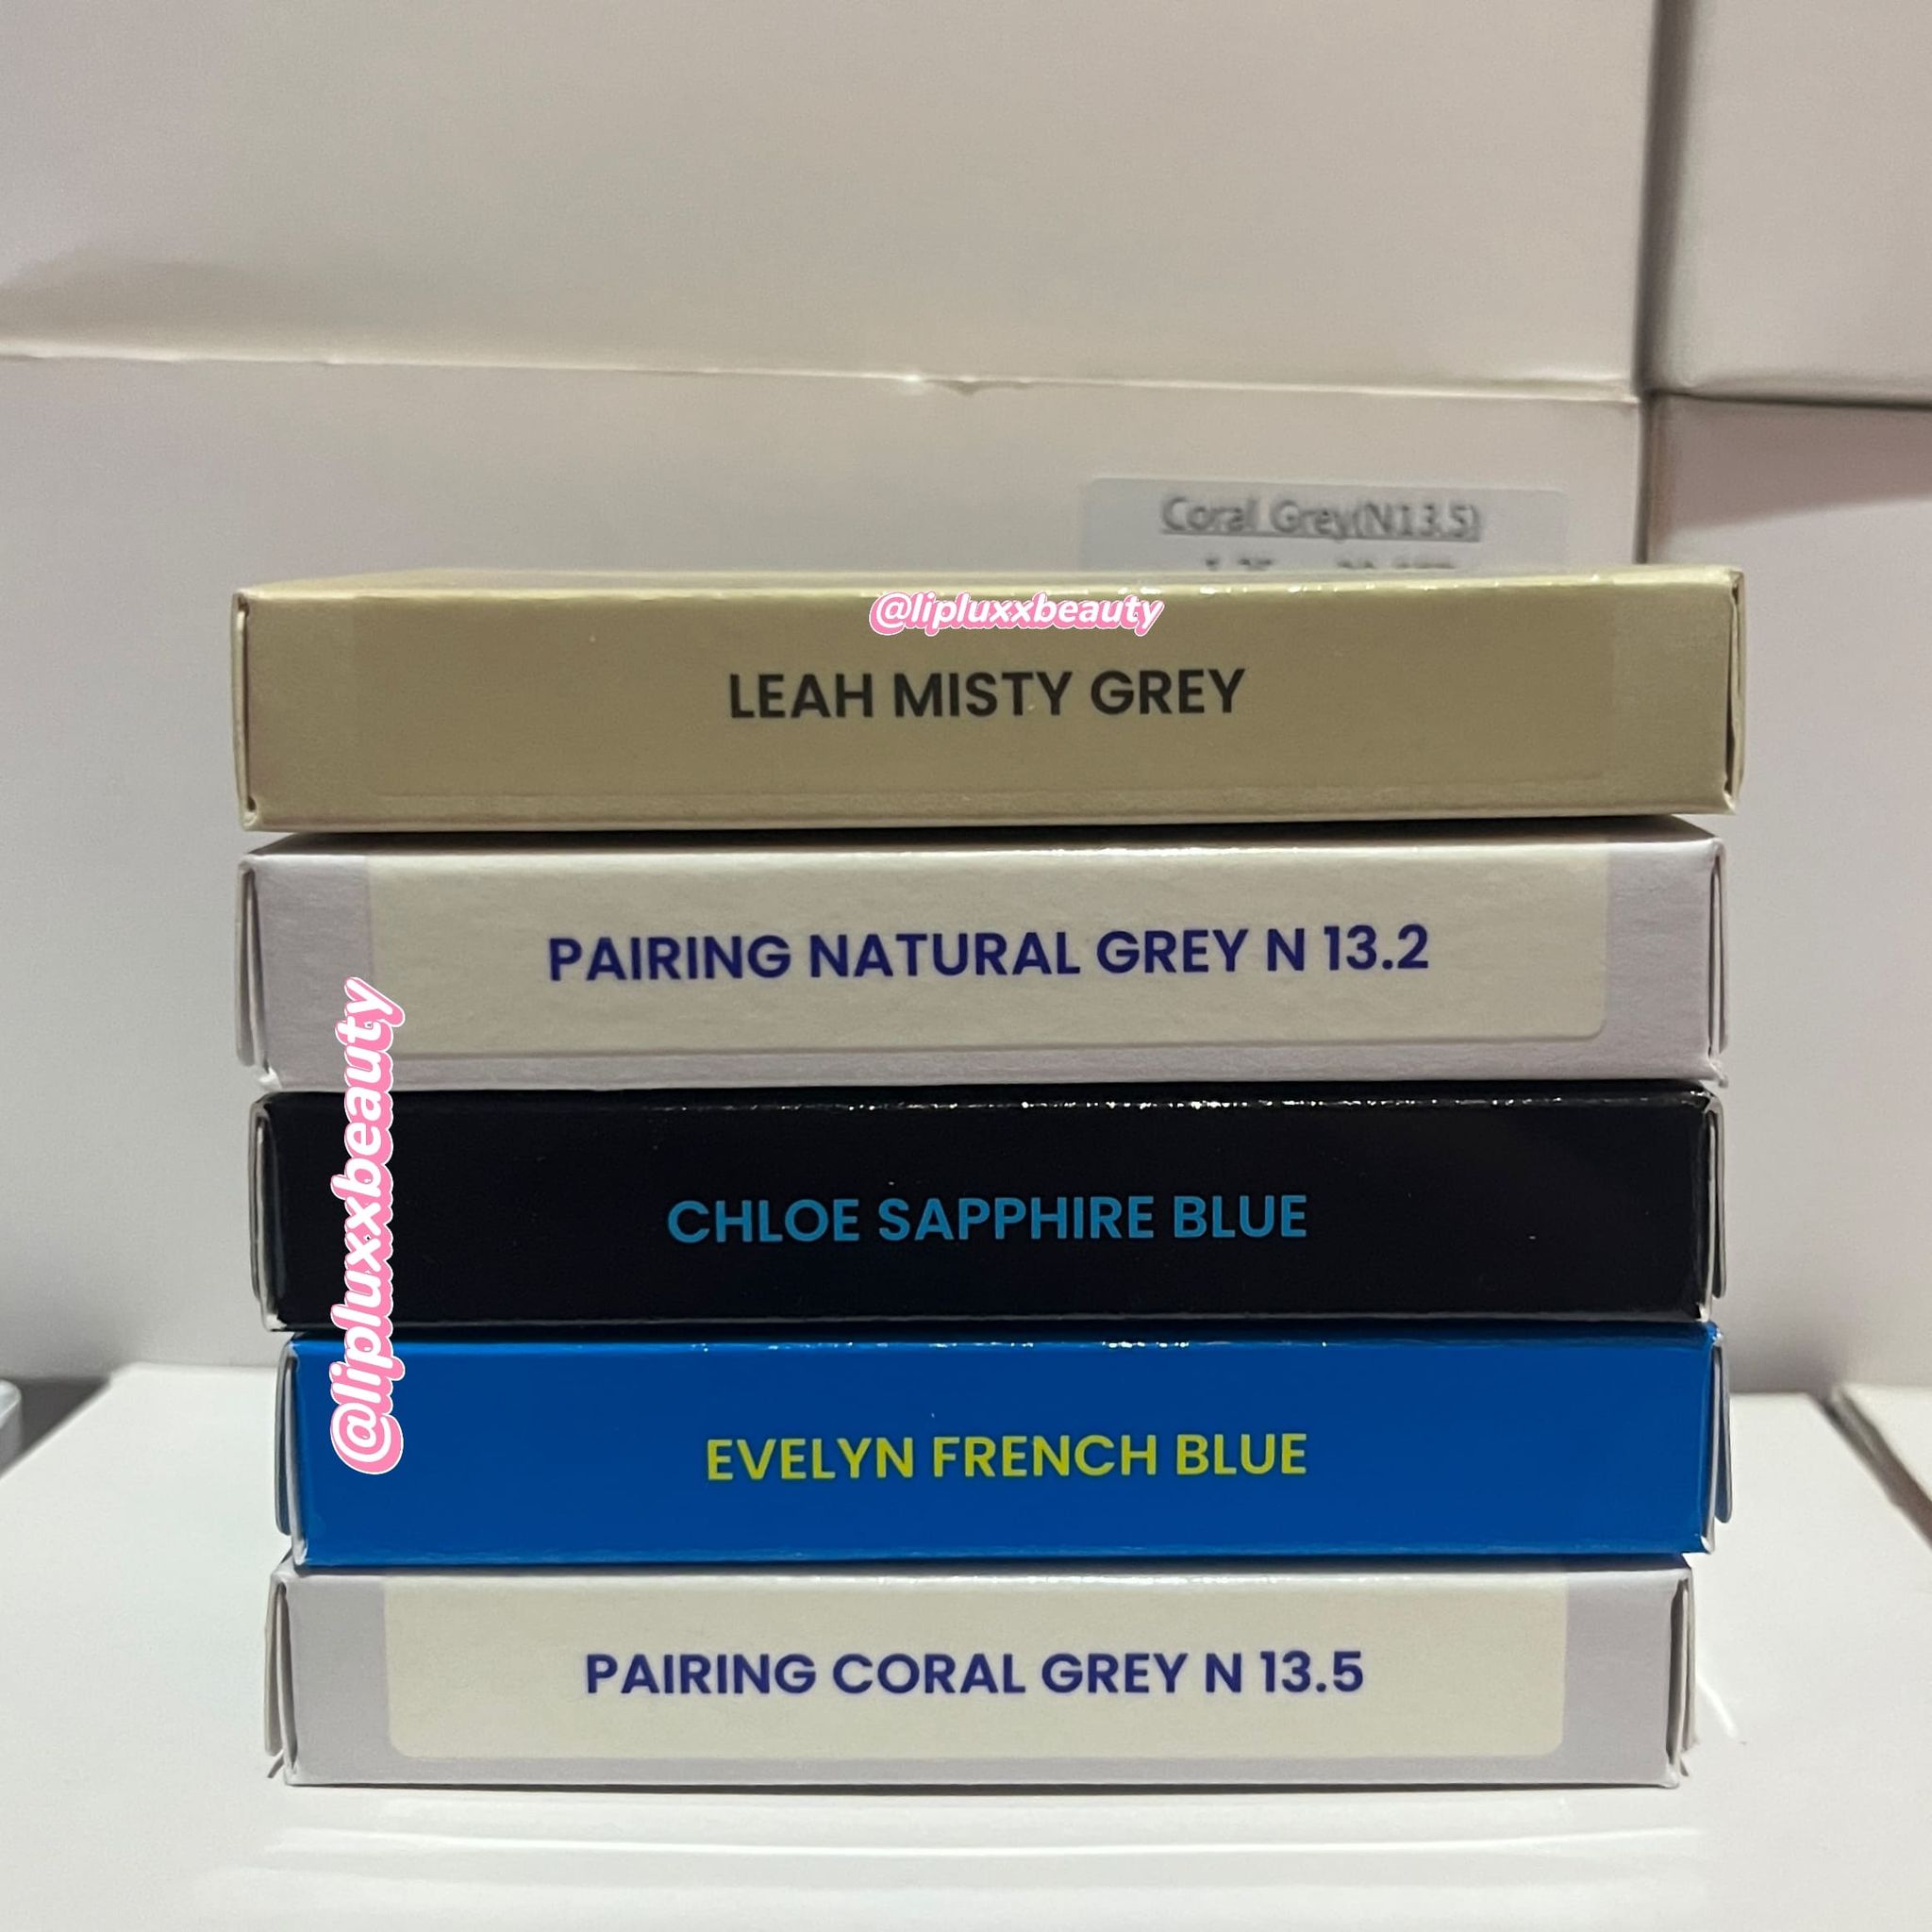 Coral Grey(N13.5)
@lipluxxbeauty
LEAH MISTY GREY
PAIRING NATURAL GREY N 13.2
@lipluxxbeauty
CHLOE SAPPHIRE BLUE
EVELYN FRENCH BLUE
PAIRING CORAL GREY N 13.5